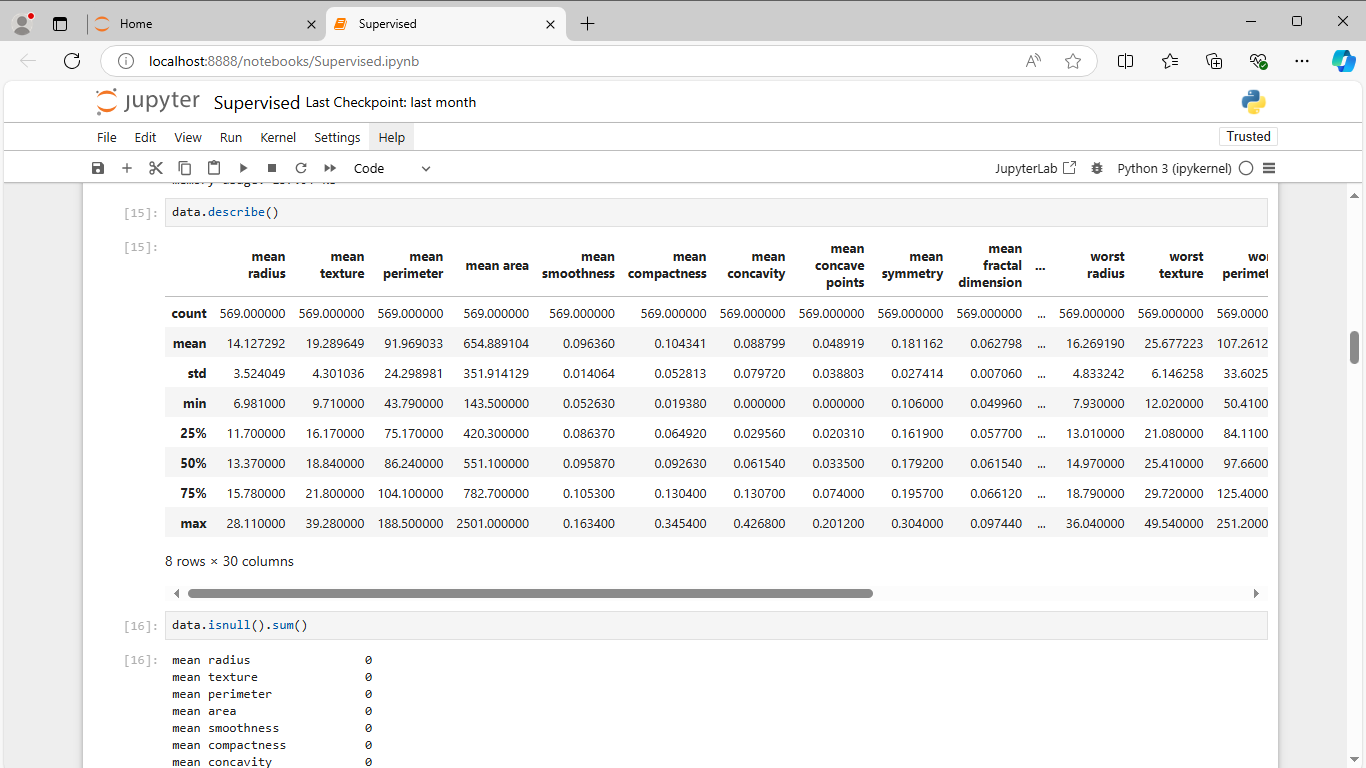 Home
Supervised
localhost:8888/notebooks/Supervised.ipynb
jupyter Supervised Last Checkpoint: last month
File Edit View Run Kernel Settings Help
Trusted
Code
JupyterLab
Python 3 (ipykernel)
[15]: data.describe()
[15]:
mean radius mean texture mean perimeter mean area mean smoothness mean compactness mean concavity mean concave points mean symmetry mean fractal dimension ... worst radius worst texture
count 569.000000 569.000000 569.000000 569.000000 569.000000 569.000000 569.000000 569.000000 569.000000 569.000000 ... 569.000000 569.000000 569.0000
mean 14.127292 19.289649 91.969033 654.889104 0.096360 0.104341 0.088799 0.048919 0.181162 0.062798 ... 16.269190 25.677223 107.2612
std 3.524049 4.301036 24.298981 351.914129 0.014064 0.052813 0.079720 0.038803 0.027414 0.007060 ... 4.833242 6.146258 33.6025
min 6.981000 9.710000 43.790000 143.500000 0.052630 0.019380 0.000000 0.000000 0.106000 0.049960 ... 7.930000 12.020000 50.4100
25% 11.700000 16.170000 75.170000 420.300000 0.086370 0.064920 0.029560 0.020310 0.161900 0.057700 ... 13.010000 21.080000 84.1100
50% 13.370000 18.840000 86.240000 551.100000 0.095870 0.092630 0.061540 0.033500 0.179200 0.061540 ... 14.970000 25.410000 97.6600
75% 15.780000 21.800000 104.100000 782.700000 0.105300 0.130400 0.130700 0.074000 0.195700 0.066120 ... 18.790000 29.720000 125.4000
max 28.110000 39.280000 188.500000 2501.000000 0.163400 0.345400 0.426800 0.201200 0.304000 0.097440 ... 36.040000 49.540000 251.2000
8 rows × 30 columns
[16]: data.isnull().sum()
[16]: mean radius 0
mean texture 0
mean perimeter 0
mean area 0
mean smoothness 0
mean compactness 0
mean concavity 0